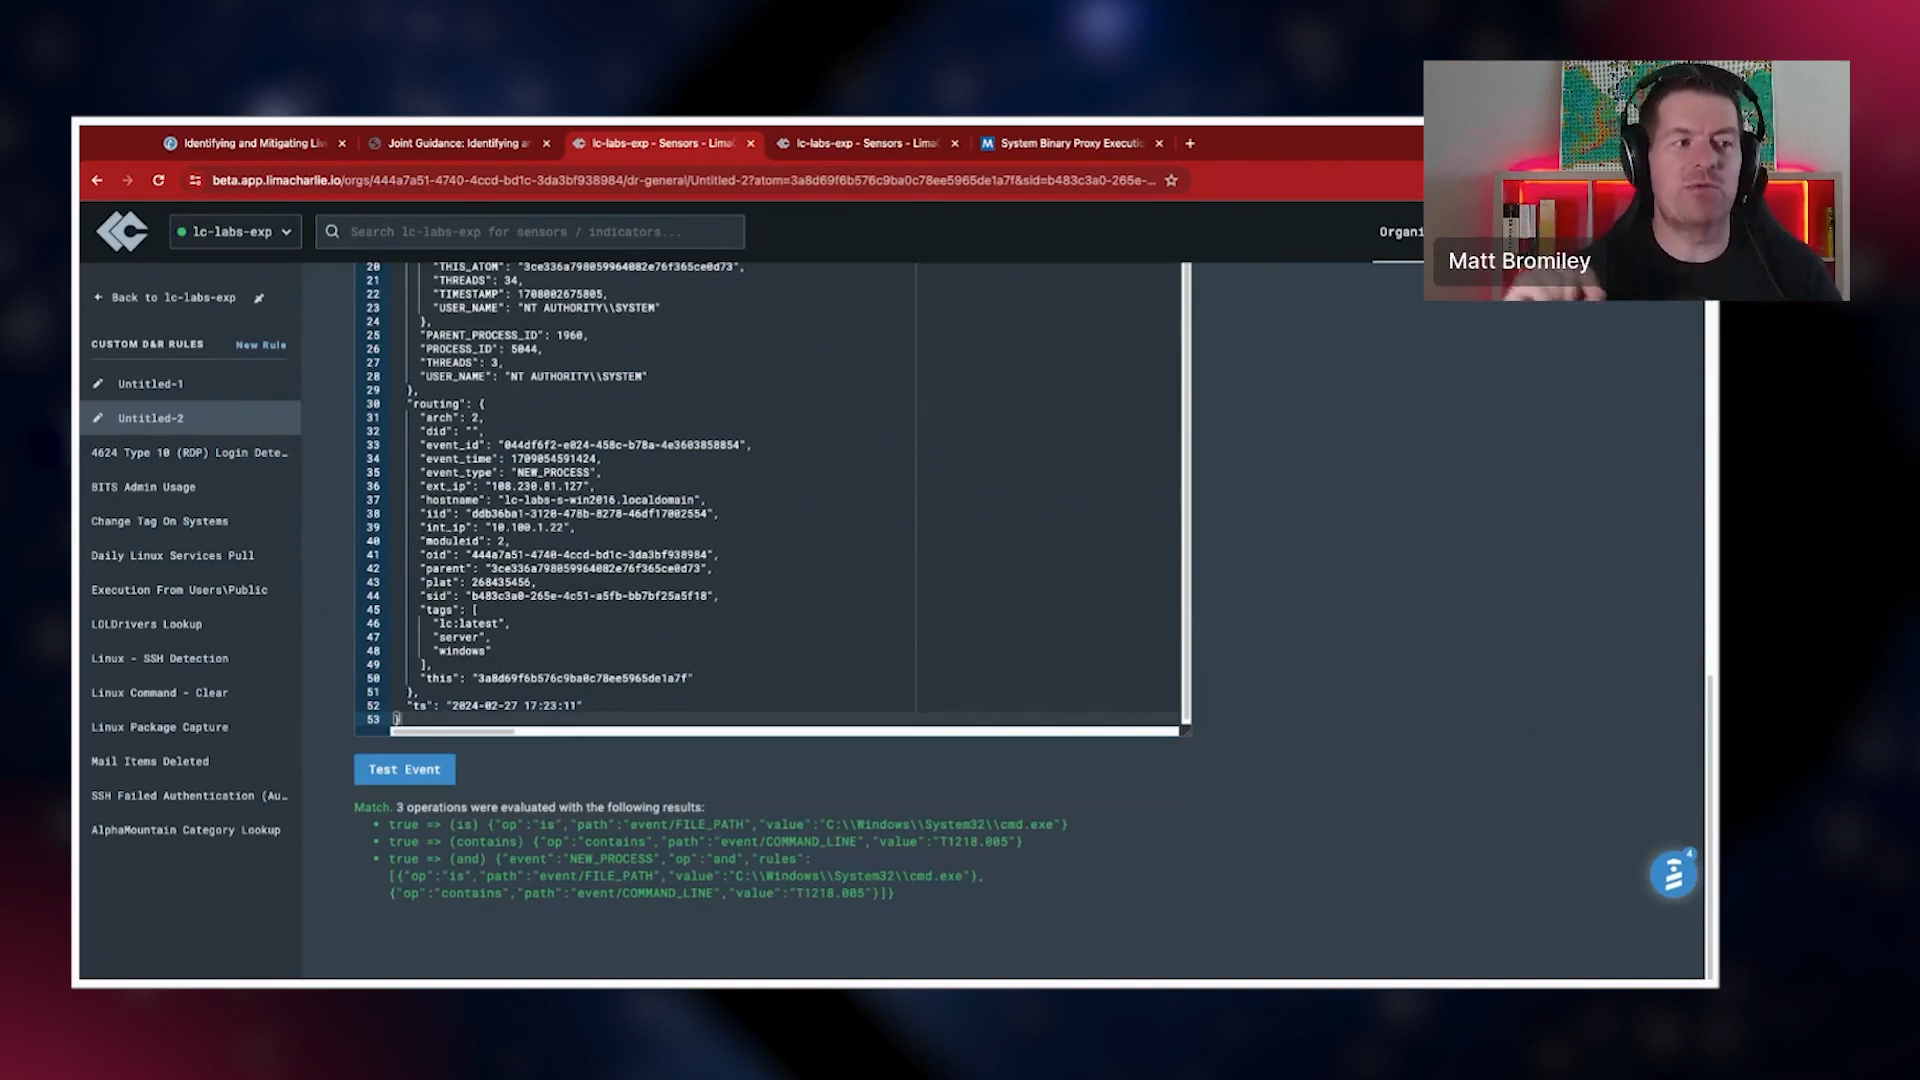 Identifying and Mitigating Livi
Joint Guidance: Identifying a
lc-labs-exp - Sensors - Lima
lc-labs-exp - Sensors - Lima
System Binary Proxy Executi
beta.app.limacharlie.io/orgs/444a7a51-4740-4ccd-bd1c-3da3bf938984/dr-general/Untitled-2?atom=3a8d69f6b576c9ba0c78ee5965de1a7f&sid=b483c3a0-265e-...
lc-labs-exp
Search lc-labs-exp for sensors / indicators...
Organi
Matt Bromiley
Back to lc-labs-exp
CUSTOM D&R RULES New Rule
Untitled-1
Untitled-2
4624 Type 10 (RDP) Login Dete…
BITS Admin Usage
Change Tag On Systems
Daily Linux Services Pull
Execution From Users\Public
LOLDrivers Lookup
Linux - SSH Detection
Linux Command - Clear
Linux Package Capture
Mail Items Deleted
SSH Failed Authentication (Au…
AlphaMountain Category Lookup
20 "THIS_ATOM": "3ce336a798059964082e76f365ce0d73",
21 "THREADS": 34,
22 "TIMESTAMP": 1708002675805,
23 "USER_NAME": "NT AUTHORITY\\SYSTEM"
24 },
25 "PARENT_PROCESS_ID": 1960,
26 "PROCESS_ID": 5044,
27 "THREADS": 3,
28 "USER_NAME": "NT AUTHORITY\\SYSTEM"
29 },
30 "routing": {
31 "arch": 2,
32 "did": "",
33 "event_id": "044df6f2-e024-458c-b78a-4e3603858854",
34 "event_time": 1709054591424,
35 "event_type": "NEW_PROCESS",
36 "ext_ip": "108.230.81.127",
37 "hostname": "lc-labs-s-win2016.localdomain",
38 "iid": "ddb36ba1-3120-478b-8278-46df17002554",
39 "int_ip": "10.100.1.22",
40 "moduleid": 2,
41 "oid": "444a7a51-4740-4ccd-bd1c-3da3bf938984",
42 "parent": "3ce336a798059964082e76f365ce0d73",
43 "plat": 268435456,
44 "sid": "b483c3a0-265e-4c51-a5fb-bb7bf25a5f18",
45 "tags": [
46 "lc:latest",
47 "server",
48 "windows"
49 ],
50 "this": "3a8d69f6b576c9ba0c78ee5965de1a7f"
51 },
52 "ts": "2024-02-27 17:23:11"
53 }
Test Event
Match. 3 operations were evaluated with the following results:
• true => (is) {"op":"is","path":"event/FILE_PATH","value":"C:\\Windows\\System32\\cmd.exe"}
• true => (contains) {"op":"contains","path":"event/COMMAND_LINE","value":"T1218.005"}
• true => (and) {"event":"NEW_PROCESS","op":"and","rules":
[{"op":"is","path":"event/FILE_PATH","value":"C:\\Windows\\System32\\cmd.exe"},
{"op":"contains","path":"event/COMMAND_LINE","value":"T1218.005"}]}
4